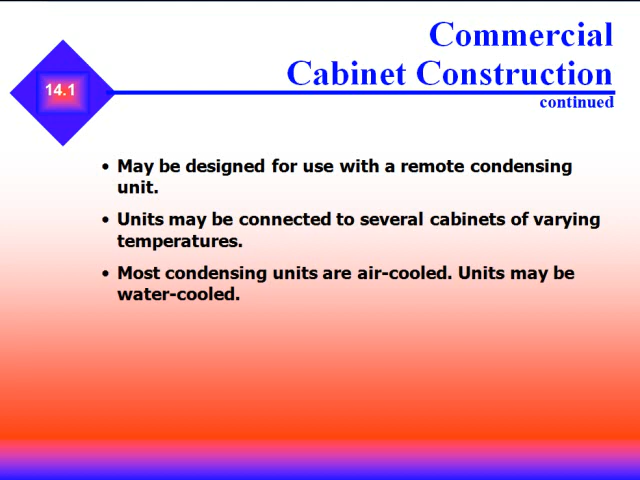 Commercial
Cabinet Construction
continued
14.1
• May be designed for use with a remote condensing
unit.
• Units may be connected to several cabinets of varying
temperatures.
• Most condensing units are air-cooled. Units may be
water-cooled.